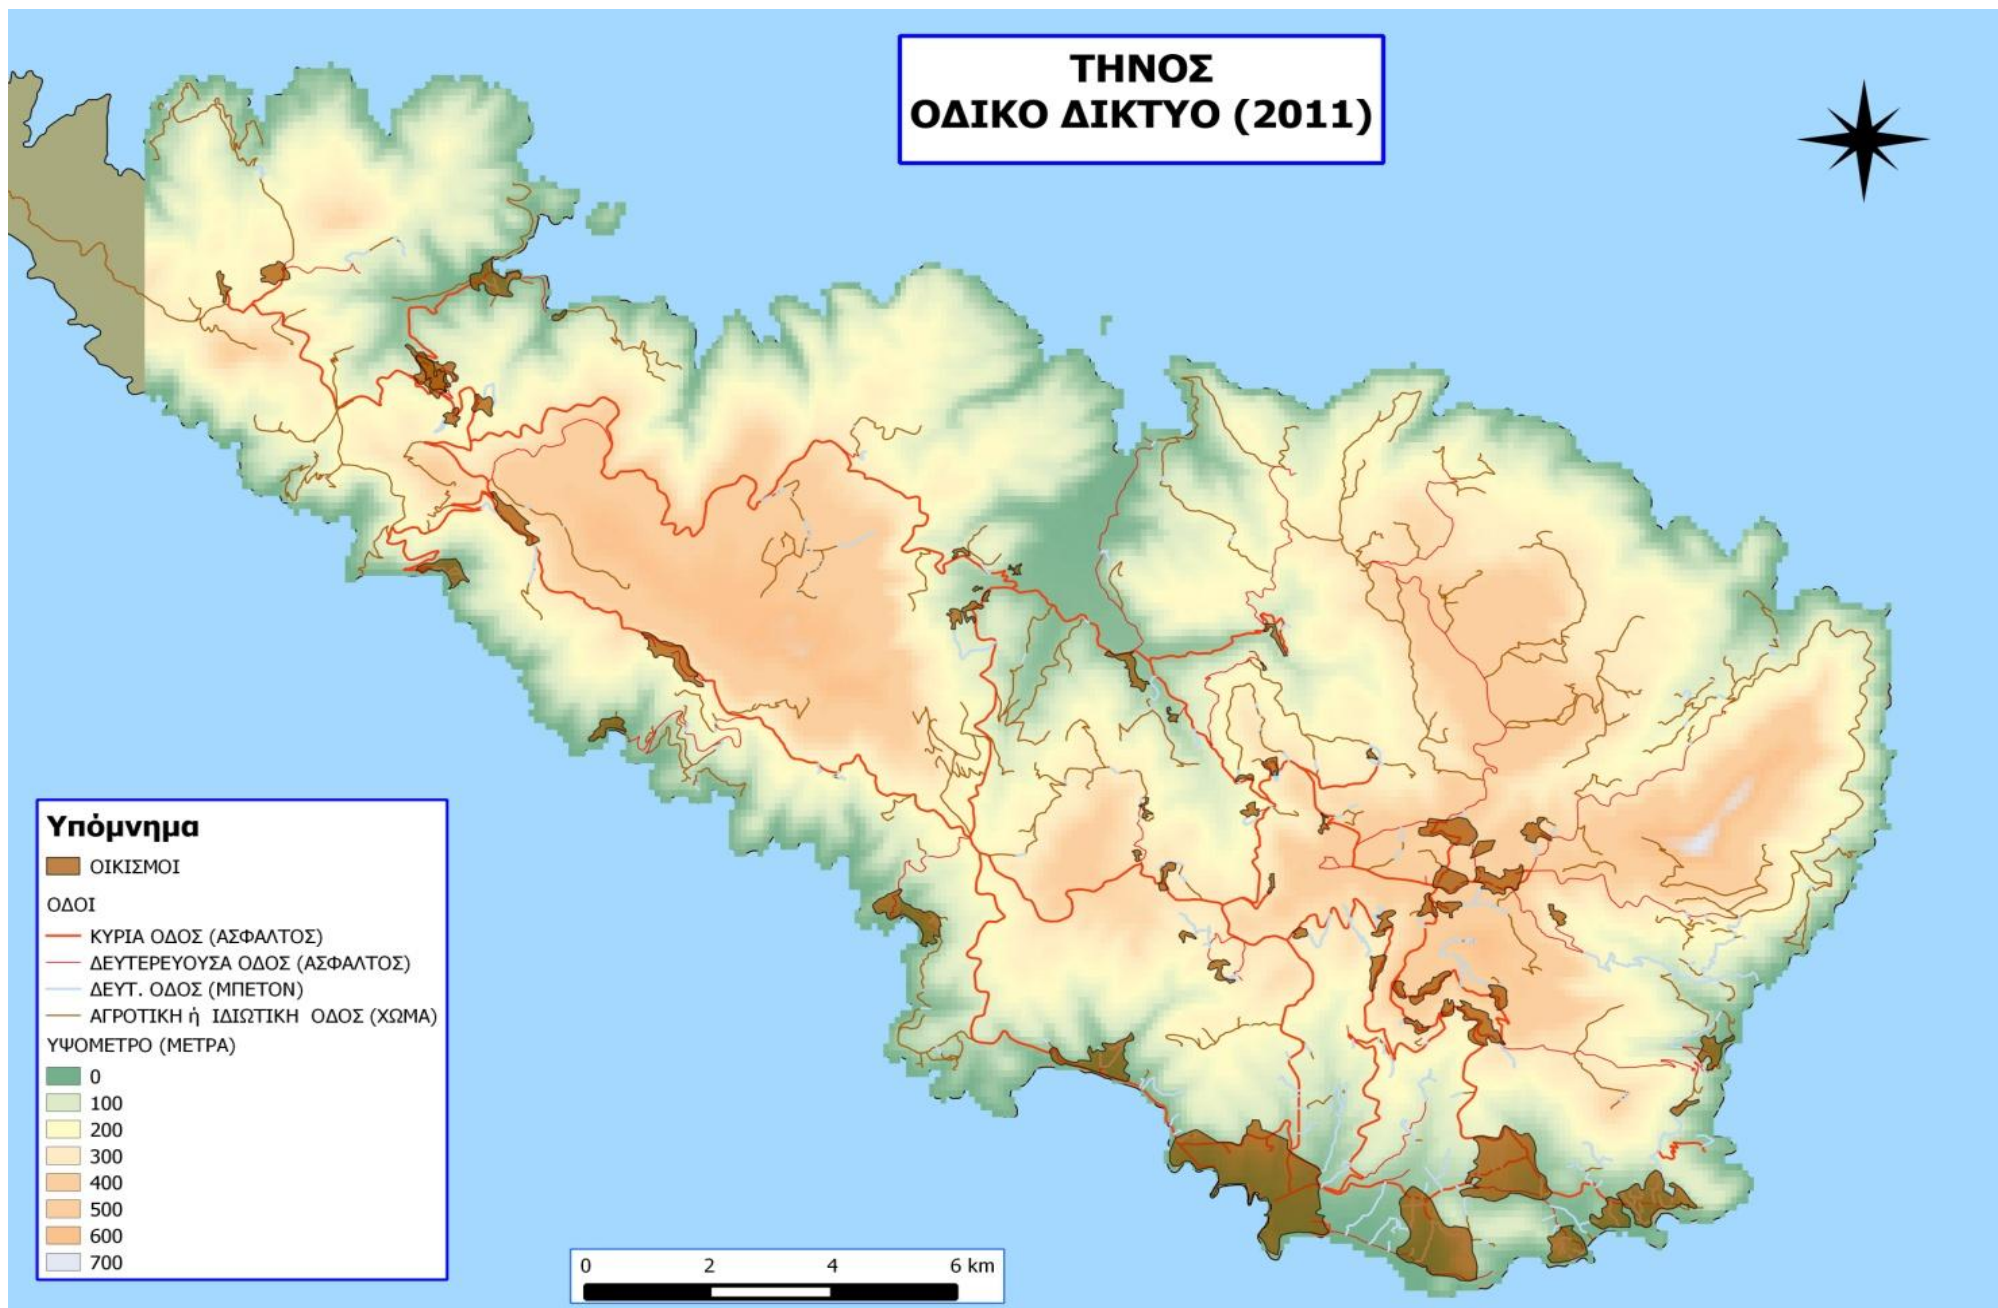 ΤΗΝΟΣ
ΟΔΙΚΟ ΔΙΚΤΥΟ (2011)
Υπόμνημα
ΟΙΚΙΣΜΟΙ
ΟΔΟΙ
ΚΥΡΙΑ ΟΔΟΣ (ΑΣΦΑΛΤΟΣ)
ΔΕΥΤΕΡΕΥΟΥΣΑ ΟΔΟΣ (ΑΣΦΑΛΤΟΣ)
ΔΕΥΤ. ΟΔΟΣ (ΜΠΕΤΟΝ)
ΑΓΡΟΤΙΚΗ ή ΙΔΙΩΤΙΚΗ ΟΔΟΣ (ΧΩΜΑ)
ΥΨΟΜΕΤΡΟ (ΜΕΤΡΑ)
0
100
200
300
400
500
600
700
0 2 4 6 km